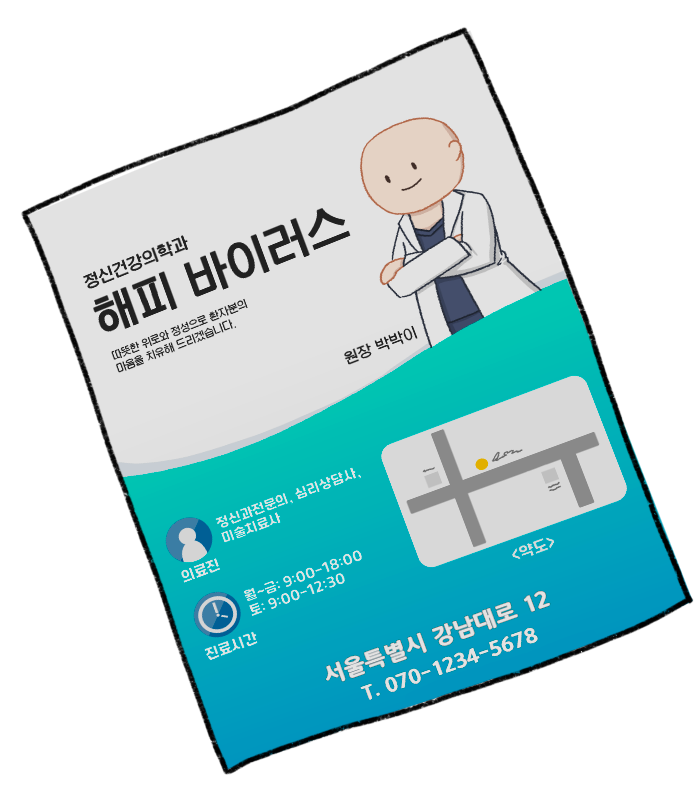 정신건강의학과
해피 바이러스
따뜻한 위로와 정성으로 환자분의
마음을 치유해 드리겠습니다.
원장 박박이
정신과전문의, 심리상담사,
미술치료사
의료진
월~금: 9:00-18:00
토: 9:00-12:30
진료시간
<약도>
서울특별시 강남대로 12
T. 070-1234-5678